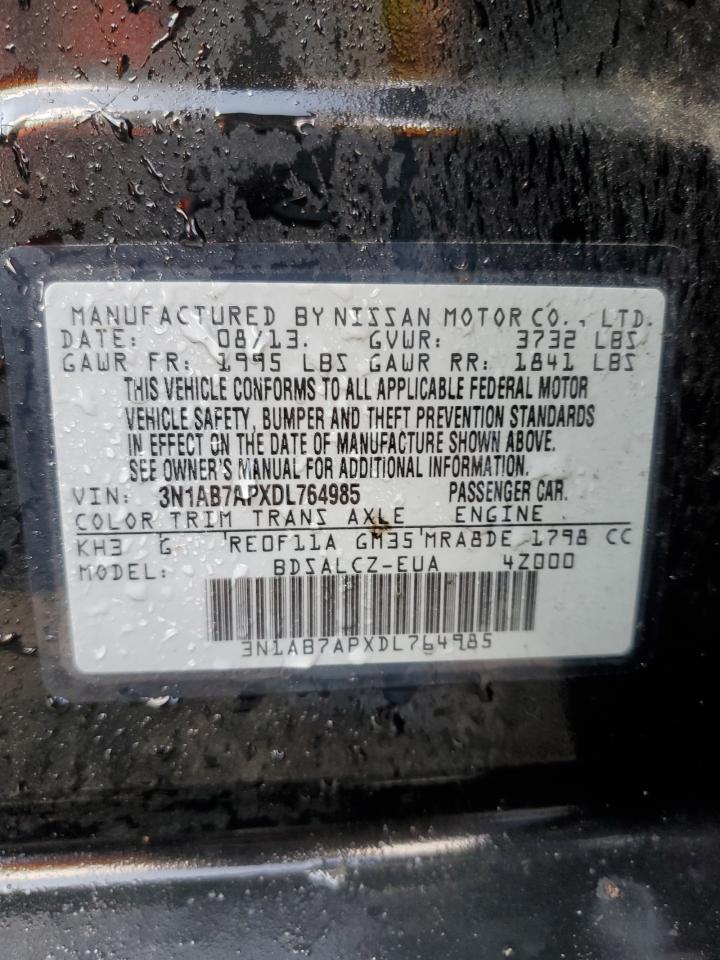 MANUFACTURED BY NISSAN MOTOR CO., LTD.
DATE: 08/13. GVWR: 3732 LBS
GAWR FR: 1995 LBS GAWR RR: 1841 LBS
THIS VEHICLE CONFORMS TO ALL APPLICABLE FEDERAL MOTOR
VEHICLE SAFETY, BUMPER AND THEFT PREVENTION STANDARDS
IN EFFECT ON THE DATE OF MANUFACTURE SHOWN ABOVE.
SEE OWNER'S MANUAL FOR ADDITIONAL INFORMATION.
VIN: 3N1AB7APXDL764985 PASSENGER CAR.
COLOR TRIM TRANS AXLE ENGINE
KH3 G RE0F11A GM35 MRA8DE 1798 CC
MODEL: BDSALCZ-EUA 4Z000
3N1AB7APXDL764985